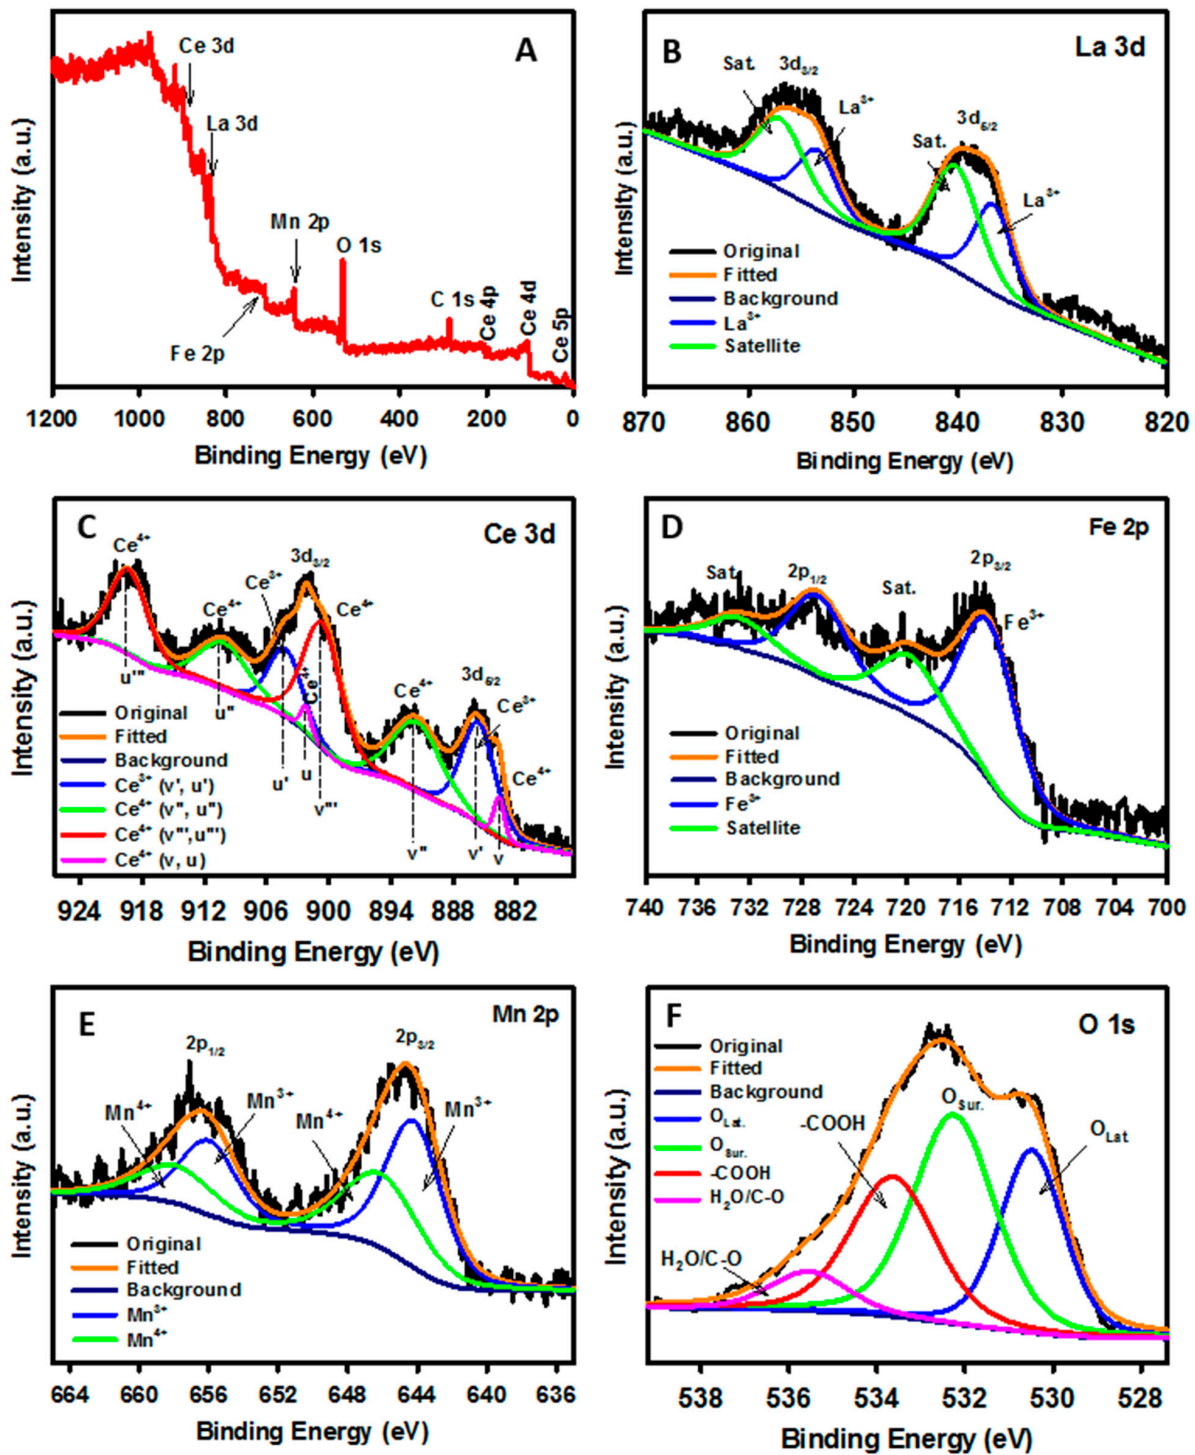 A
Ce 3d
La 3d
Mn 2p
O 1s
Fe 2p
C 1s
Ce 4p
Ce 4d
Ce 5p
Intensity (a.u.)
1200 1000 800 600 400 200 0
Binding Energy (eV)
B
La 3d
Sat. 3d3/2
La³⁺
3d5/2
Sat.
La³⁺
Original
Fitted
Background
La³⁺
Satellite
Intensity (a.u.)
870 860 850 840 830 820
Binding Energy (eV)
C
Ce 3d
Ce⁴⁺
3d3/2
Ce³⁺
Ce⁴⁺
Ce⁴⁺
Ce⁴⁺
Ce⁴⁺
3d5/2
Ce³⁺
Ce⁴⁺
u'''
u''
u'
u
v'''
v''
v'
v
Original
Fitted
Background
Ce³⁺ (v', u')
Ce⁴⁺ (v'', u'')
Ce⁴⁺ (v''',u''')
Ce⁴⁺ (v, u)
Intensity (a.u.)
924 918 912 906 900 894 888 882
Binding Energy (eV)
D
Fe 2p
Sat.
2p1/2
Sat.
2p3/2
Fe³⁺
Original
Fitted
Background
Fe³⁺
Satellite
Intensity (a.u.)
740 736 732 728 724 720 716 712 708 704 700
Binding Energy (eV)
E
Mn 2p
2p1/2
2p3/2
Mn⁴⁺
Mn³⁺
Mn⁴⁺
Mn³⁺
Original
Fitted
Background
Mn³⁺
Mn⁴⁺
Intensity (a.u.)
664 660 656 652 648 644 640 636
Binding Energy (eV)
F
O 1s
Original
Fitted
Background
OLat.
OSur.
-COOH
H₂O/C-O
-COOH
OSur.
OLat
H₂O/C-O
Intensity (a.u.)
538 536 534 532 530 528
Binding Energy (eV)